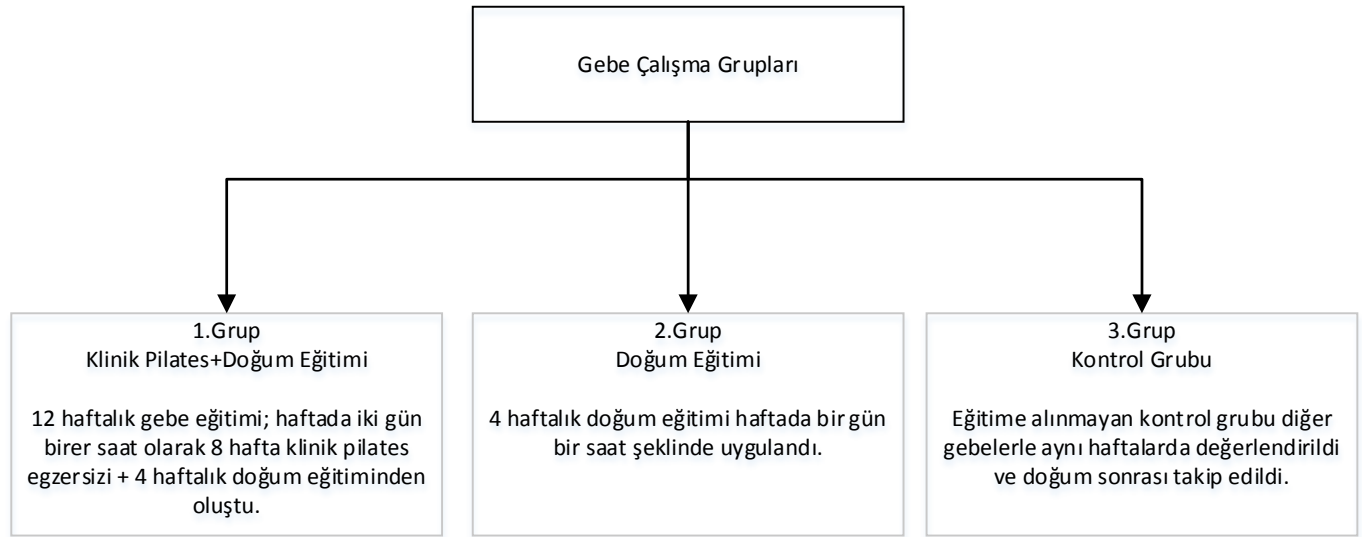 Gebe Çalışma Grupları
1.Grup
Klinik Pilates+Doğum Eğitimi
12 haftalık gebe eğitimi; haftada iki gün
birer saat olarak 8 hafta klinik pilates
egzersizi + 4 haftalık doğum eğitiminden
oluştu.
2.Grup
Doğum Eğitimi
4 haftalık doğum eğitimi haftada bir gün
bir saat şeklinde uygulandı.
3.Grup
Kontrol Grubu
Eğitime alınmayan kontrol grubu diğer
gebelerle aynı haftalarda değerlendirildi
ve doğum sonrası takip edildi.